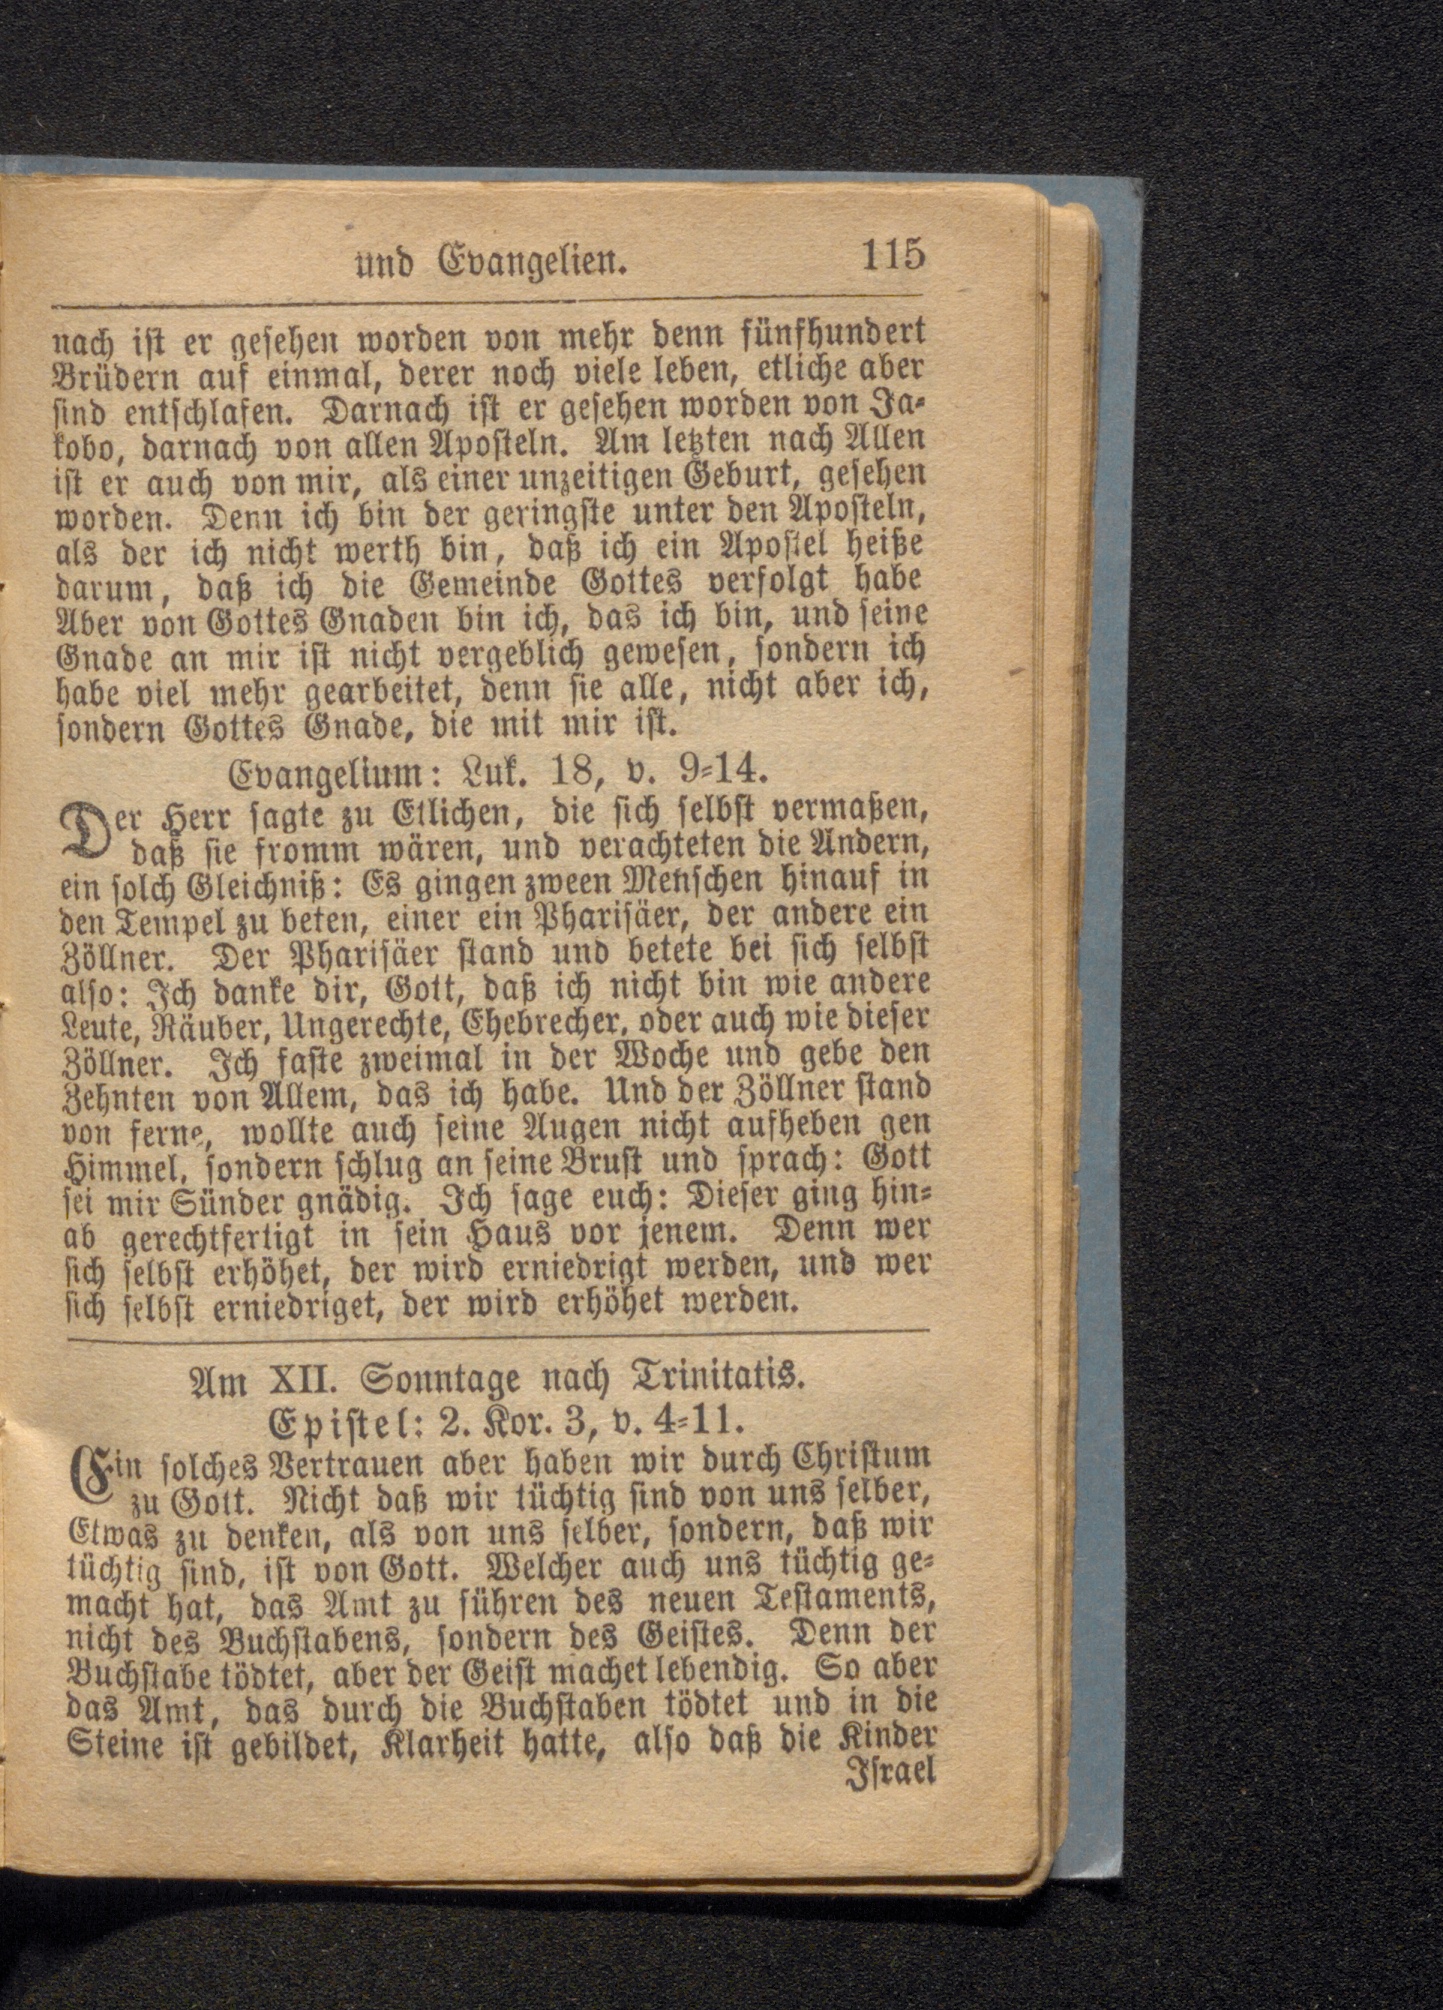 und Evangelien. 115
nach ist er gesehen worden von mehr denn fünfhundert
Brüdern auf einmal, derer noch viele leben, etliche aber
sind entschlafen. Darnach ist er gesehen worden von Ja-
kobo, darnach von allen Aposteln. Am letzten nach Allen
ist er auch von mir, als einer unzeitigen Geburt, gesehen
worden. Denn ich bin der geringste unter den Aposteln,
als der ich nicht werth bin, daß ich ein Apostel heiße
darum, daß ich die Gemeinde Gottes verfolgt habe
Aber von Gottes Gnaden bin ich, das ich bin, und seine
Gnade an mir ist nicht vergeblich gewesen, sondern ich
habe viel mehr gearbeitet, denn sie alle, nicht aber ich,
sondern Gottes Gnade, die mit mir ist.
Evangelium: Luk. 18, v. 9-14.
Der Herr sagte zu Etlichen, die sich selbst vermaßen,
daß sie fromm wären, und verachteten die Andern,
ein solch Gleichniß: Es gingen zween Menschen hinauf in
den Tempel zu beten, einer ein Pharisäer, der andere ein
Zöllner. Der Pharisäer stand und betete bei sich selbst
also: Ich danke dir, Gott, daß ich nicht bin wie andere
Leute, Räuber, Ungerechte, Ehebrecher, oder auch wie dieser
Zöllner. Ich faste zweimal in der Woche und gebe den
Zehnten von Allem, das ich habe. Und der Zöllner stand
von ferne, wollte auch seine Augen nicht aufheben gen
Himmel, sondern schlug an seine Brust und sprach: Gott
sei mir Sünder gnädig. Ich sage euch: Dieser ging hin-
ab gerechtfertigt in sein Haus vor jenem. Denn wer
sich selbst erhöhet, der wird erniedrigt werden, und wer
sich selbst erniedriget, der wird erhöhet werden.
Am XII. Sonntage nach Trinitatis.
Epistel: 2. Kor. 3, v. 4-11.
Ein solches Vertrauen aber haben wir durch Christum
zu Gott. Nicht daß wir tüchtig sind von uns selber,
Etwas zu denken, als von uns selber, sondern, daß wir
tüchtig sind, ist von Gott. Welcher auch uns tüchtig ge-
macht hat, das Amt zu führen des neuen Testaments,
nicht des Buchstabens, sondern des Geistes. Denn der
Buchstabe tödtet, aber der Geist machet lebendig. So aber
das Amt, das durch die Buchstaben tödtet und in die
Steine ist gebildet, Klarheit hatte, also daß die Kinder
Israel